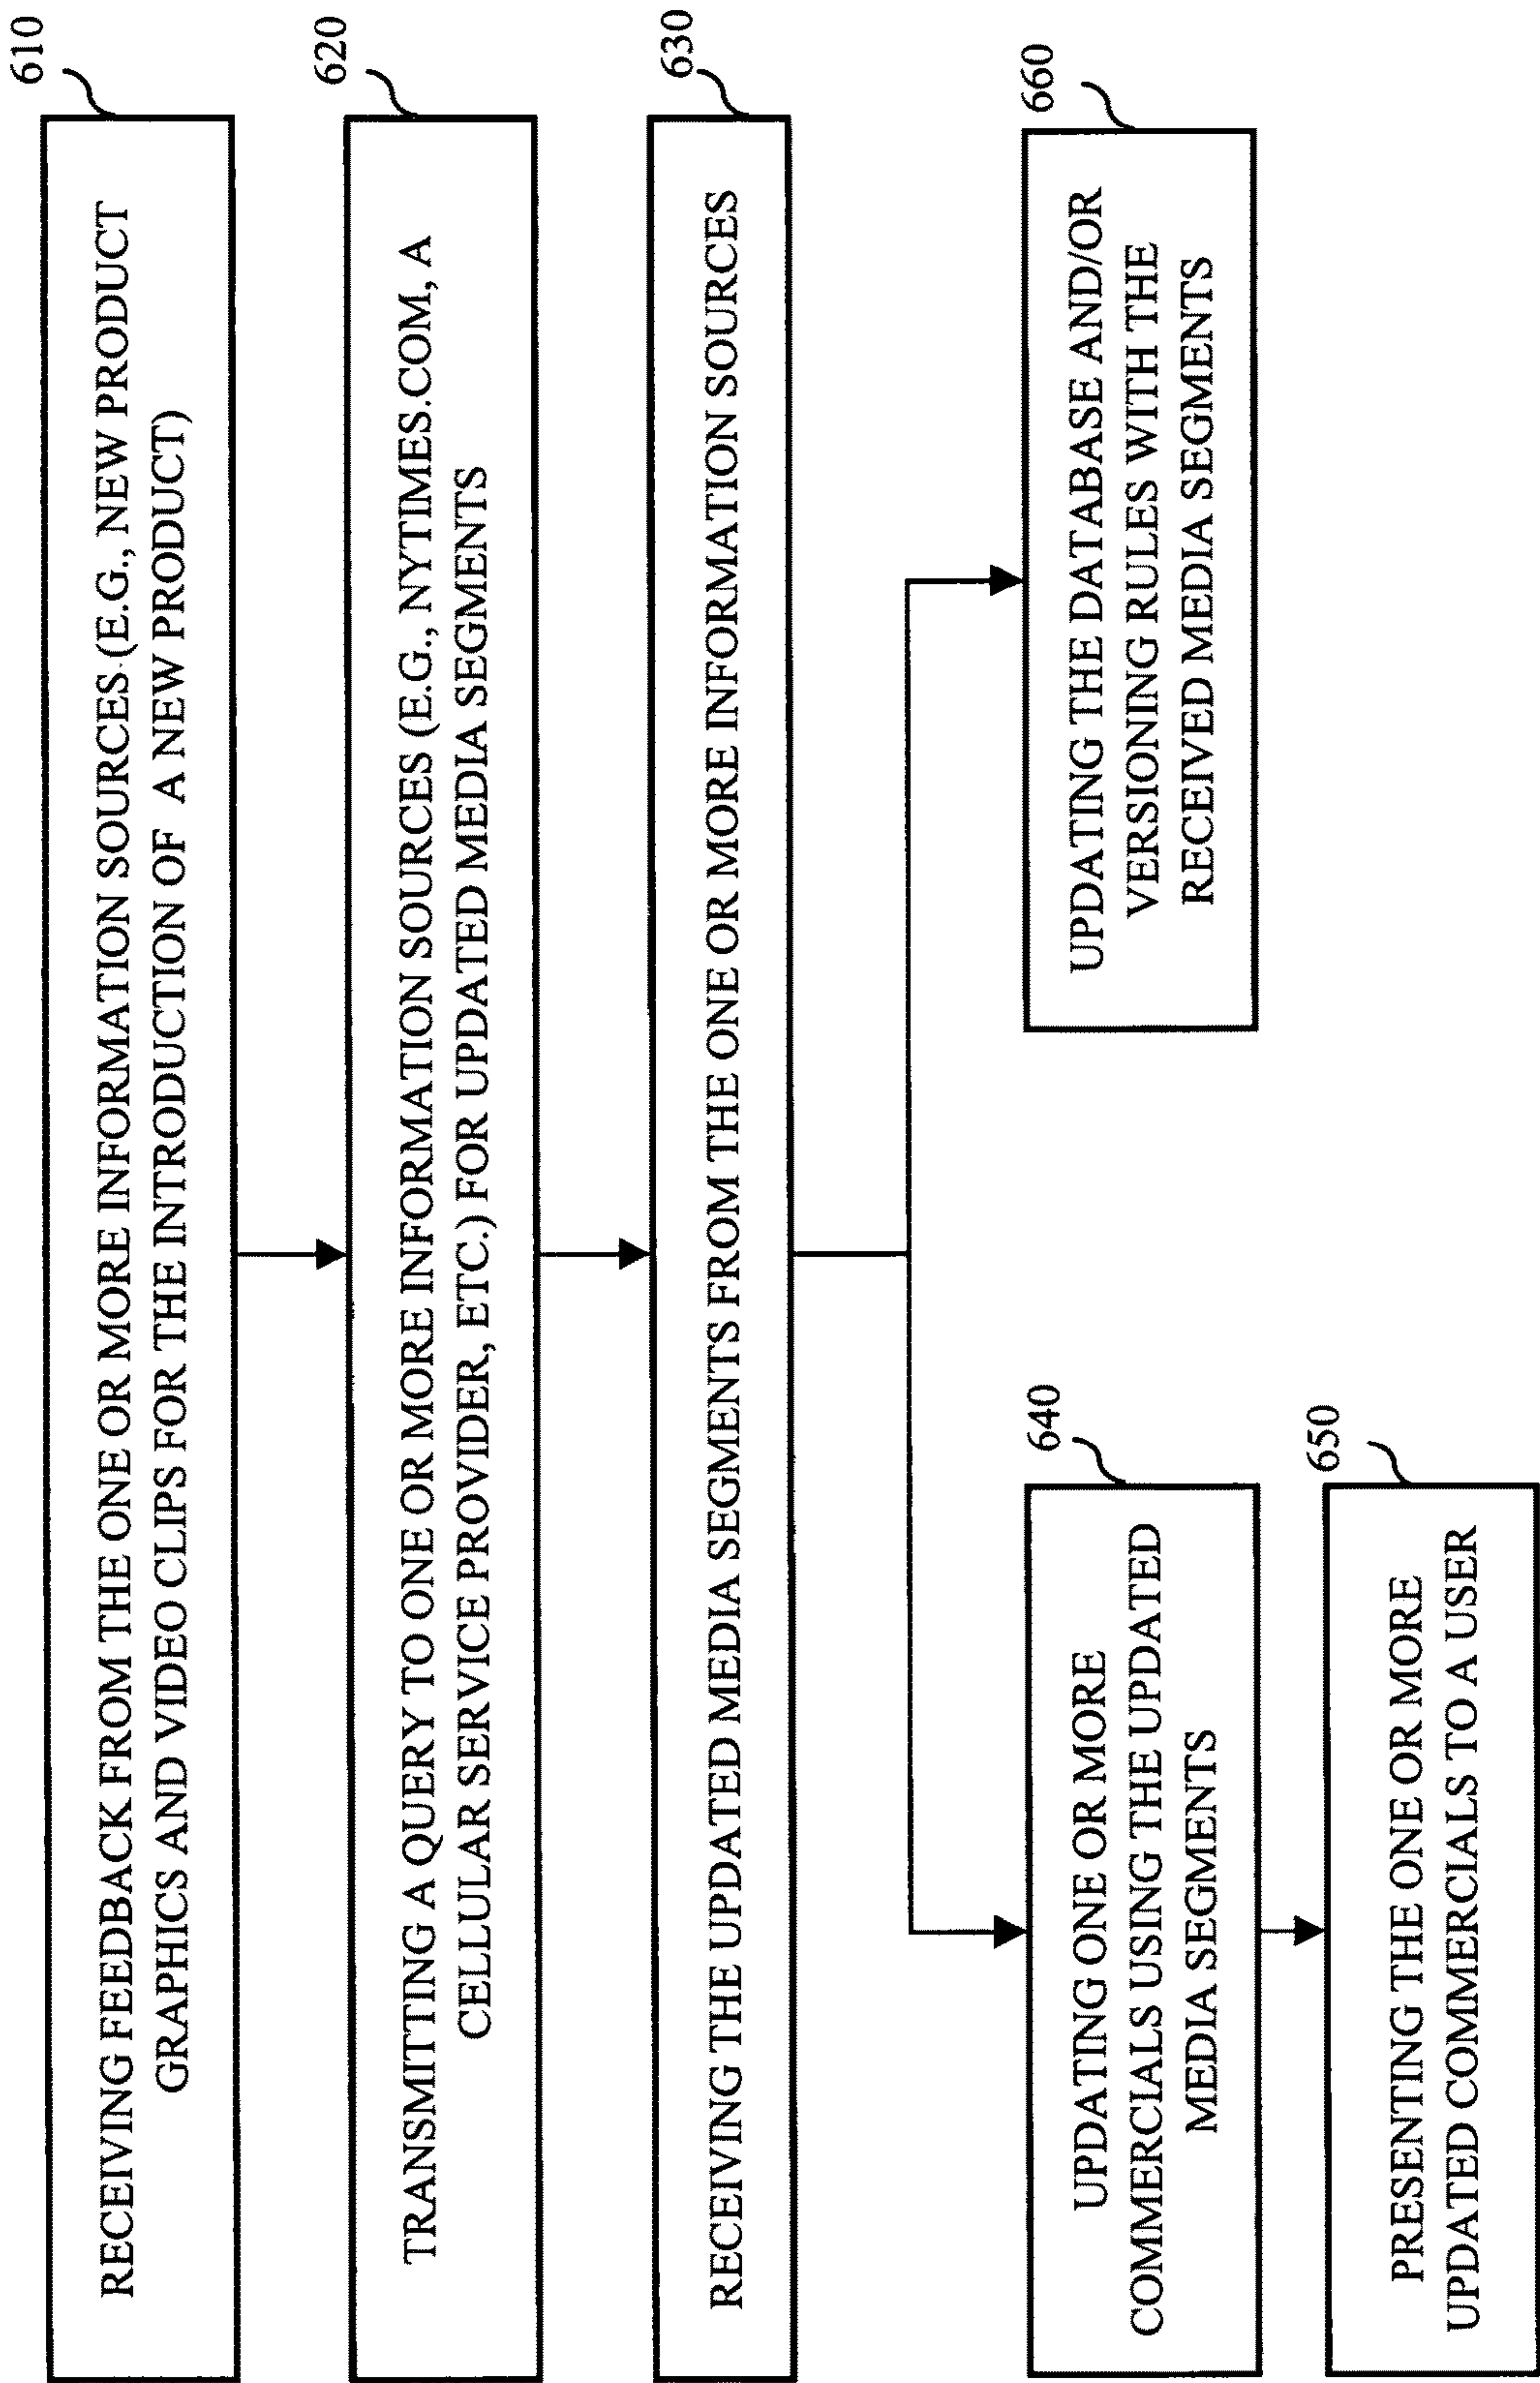 610
RECEIVING FEEDBACK FROM THE ONE OR MORE INFORMATION SOURCES (E.G., NEW PRODUCT
GRAPHICS AND VIDEO CLIPS FOR THE INTRODUCTION OF A NEW PRODUCT)
620
TRANSMITTING A QUERY TO ONE OR MORE INFORMATION SOURCES (E.G., NYTIMES.COM, A
CELLULAR SERVICE PROVIDER, ETC.) FOR UPDATED MEDIA SEGMENTS
630
RECEIVING THE UPDATED MEDIA SEGMENTS FROM THE ONE OR MORE INFORMATION SOURCES
640
UPDATING ONE OR MORE
COMMERCIALS USING THE UPDATED
MEDIA SEGMENTS
650
PRESENTING THE ONE OR MORE
UPDATED COMMERCIALS TO A USER
660
UPDATING THE DATABASE AND/OR
VERSIONING RULES WITH THE
RECEIVED MEDIA SEGMENTS